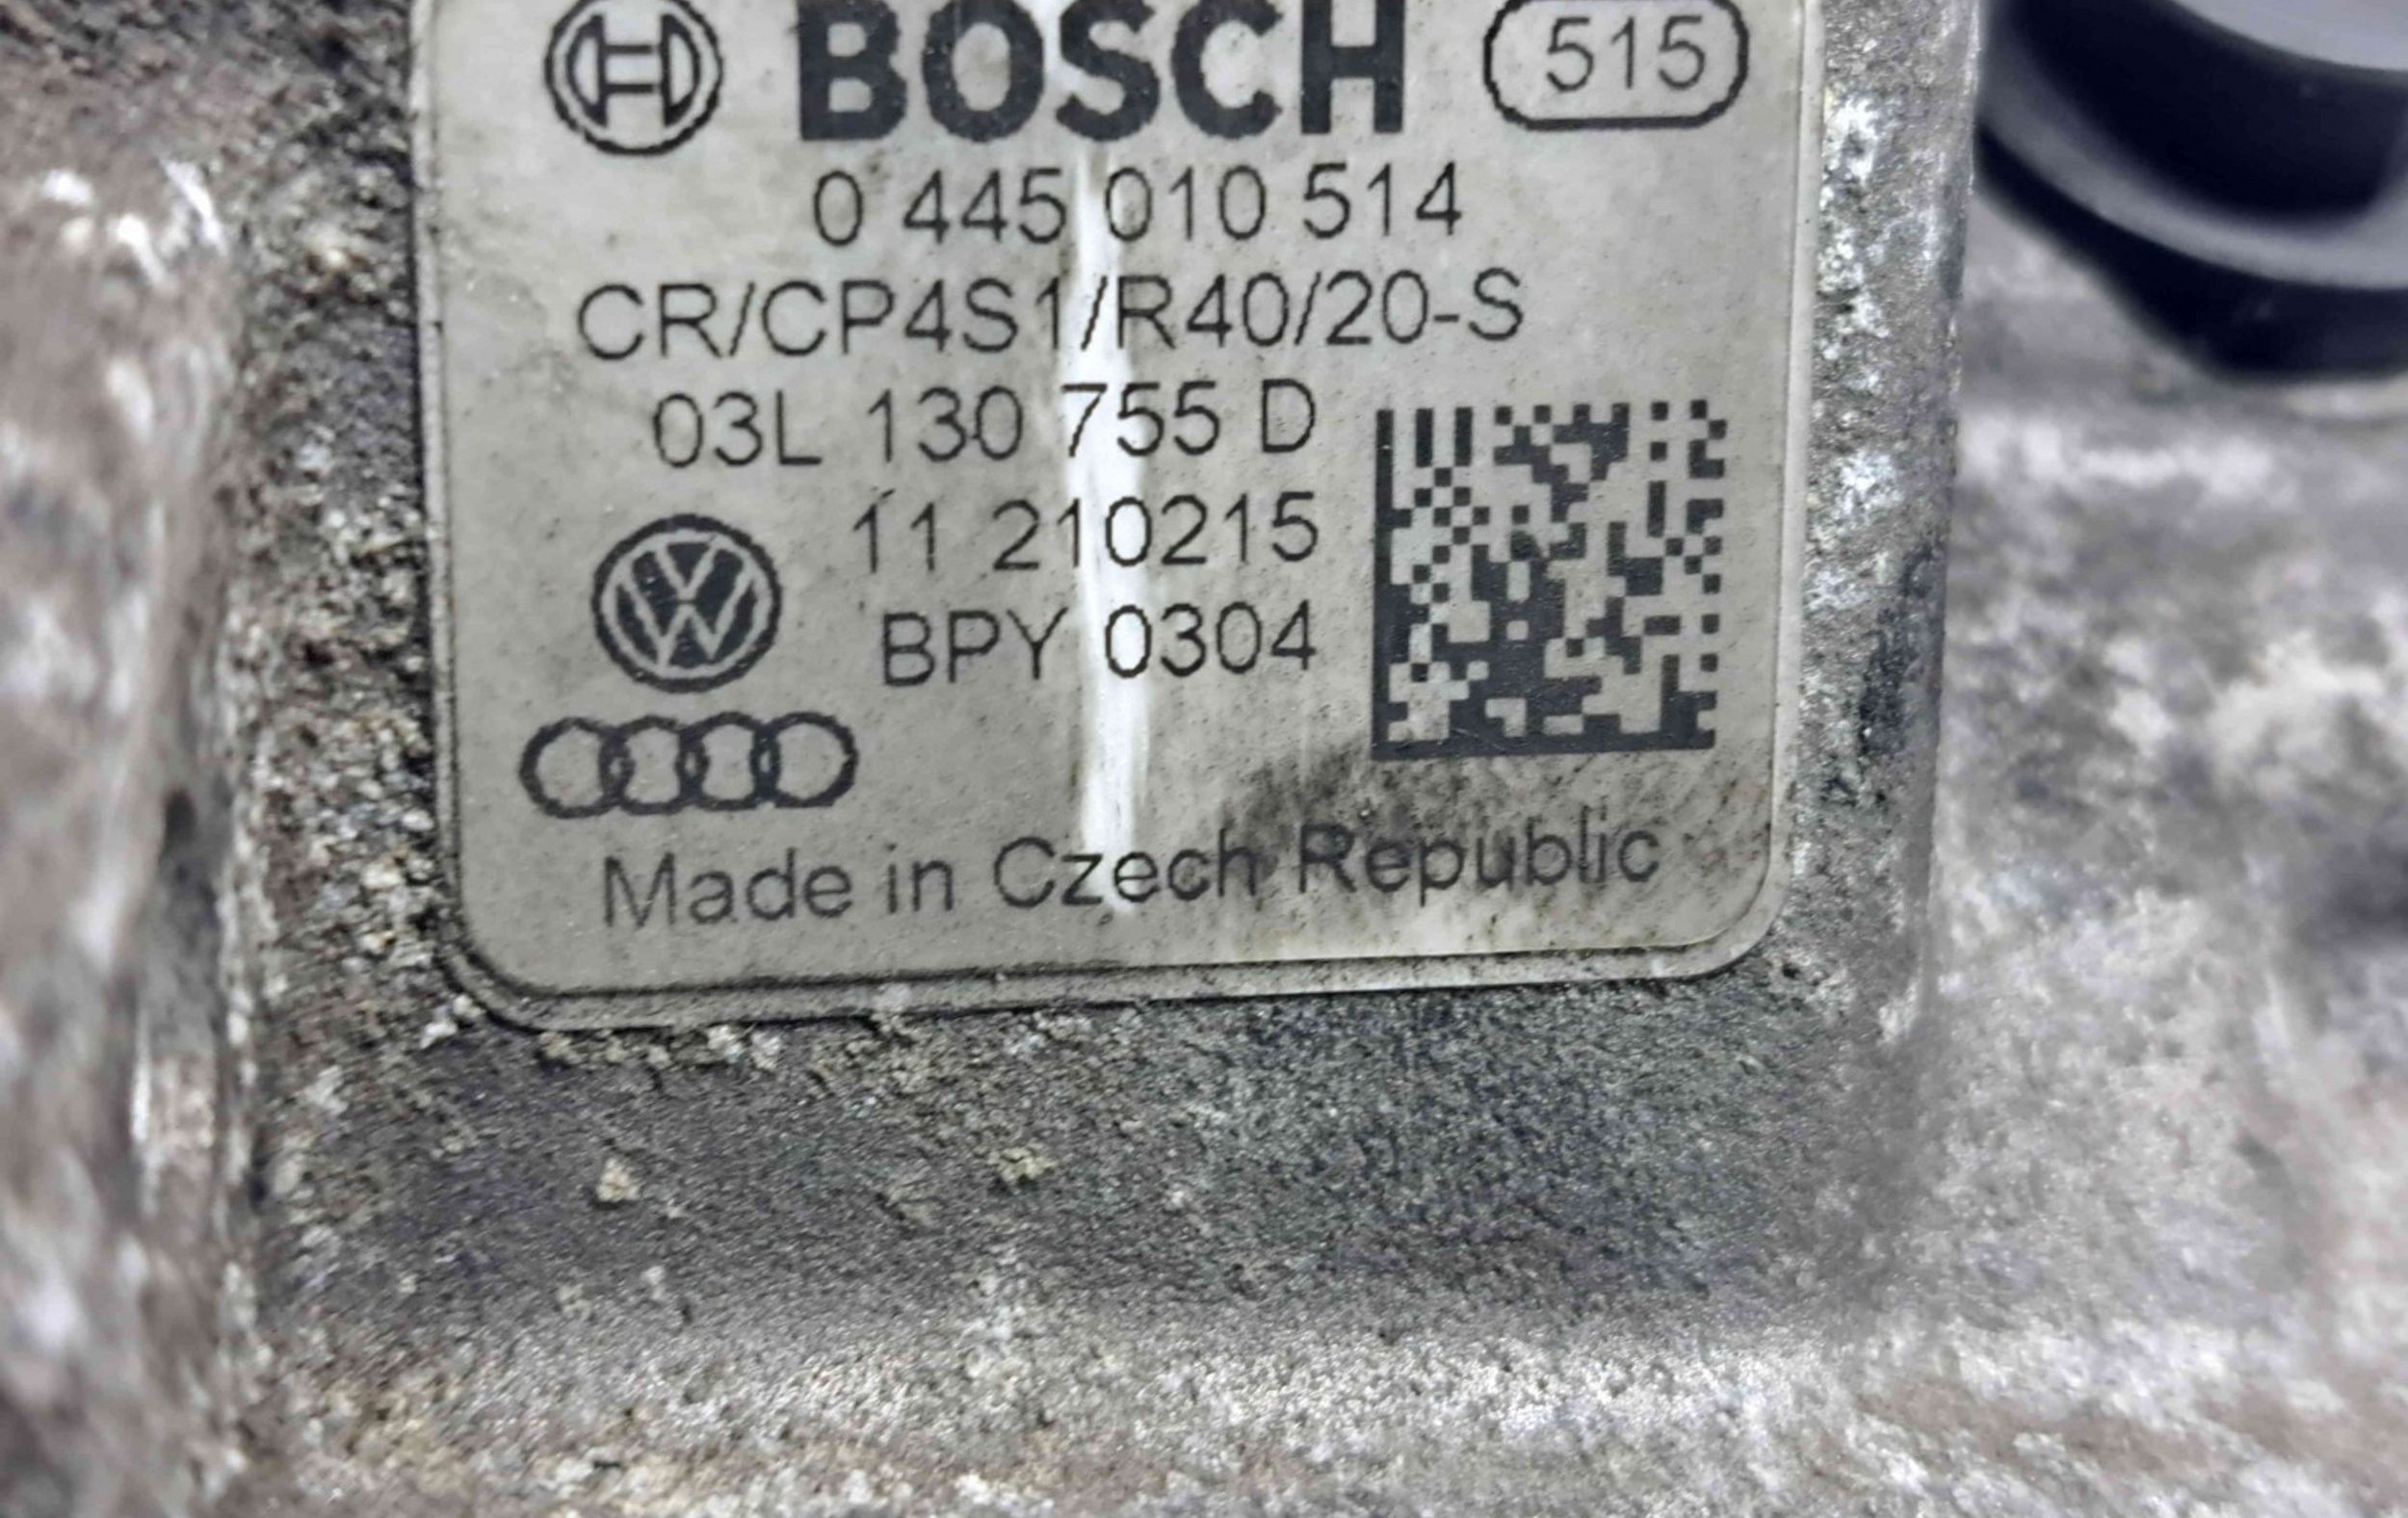 BOSCH 515
0 445 010 514
CR/CP4S1/R40/20-S
03L 130 755 D
11 210215
BPY 0304
Made in Czech Republic